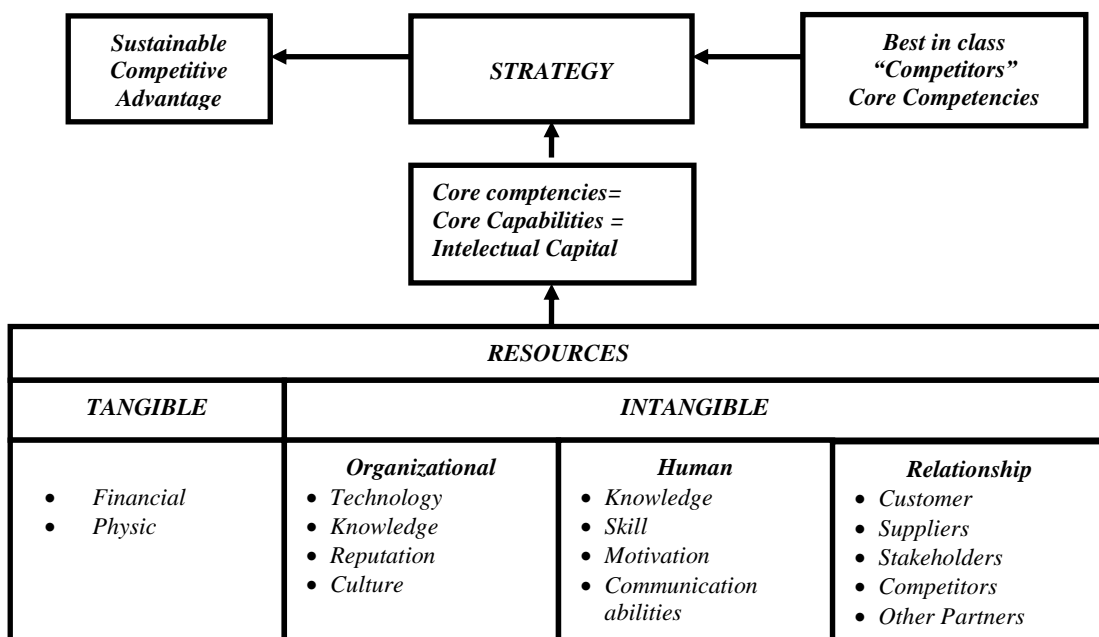 Sustainable
Competitive
Advantage
STRATEGY
Best in class
“Competitors”
Core Competencies
Core comptencies=
Core Capabilities =
Intelectual Capital
RESOURCES
TANGIBLE
INTANGIBLE
• Financial
• Physic
Organizational
• Technology
• Knowledge
• Reputation
• Culture
Human
• Knowledge
• Skill
• Motivation
• Communication
abilities
Relationship
• Customer
• Suppliers
• Stakeholders
• Competitors
• Other Partners